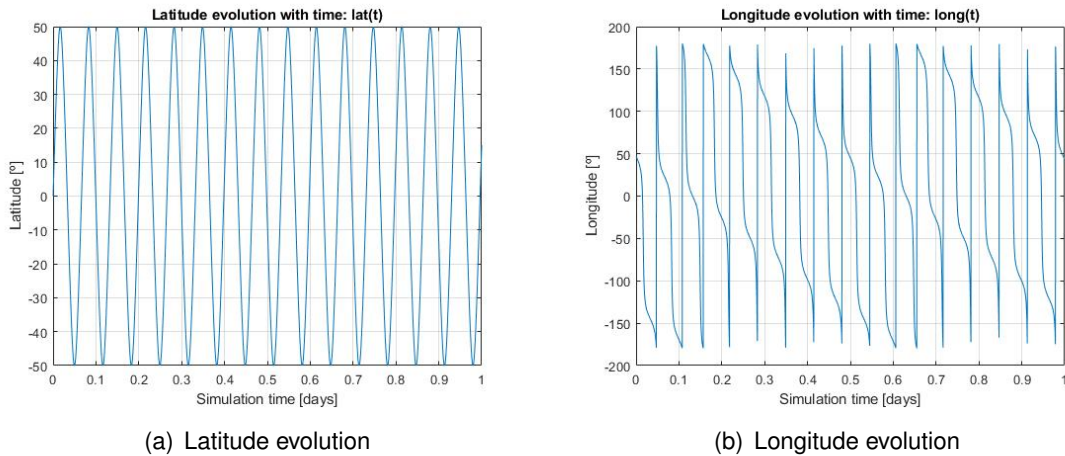 Latitude evolution with time: lat(t)
50
40
30
20
10
0
-10
-20
-30
-40
-50
Latitude [º]
0 0.1 0.2 0.3 0.4 0.5 0.6 0.7 0.8 0.9 1
Simulation time [days]
(a) Latitude evolution
Longitude evolution with time: long(t)
200
150
100
50
0
-50
-100
-150
-200
Longitude [º]
0 0.1 0.2 0.3 0.4 0.5 0.6 0.7 0.8 0.9 1
Simulation time [days]
(b) Longitude evolution